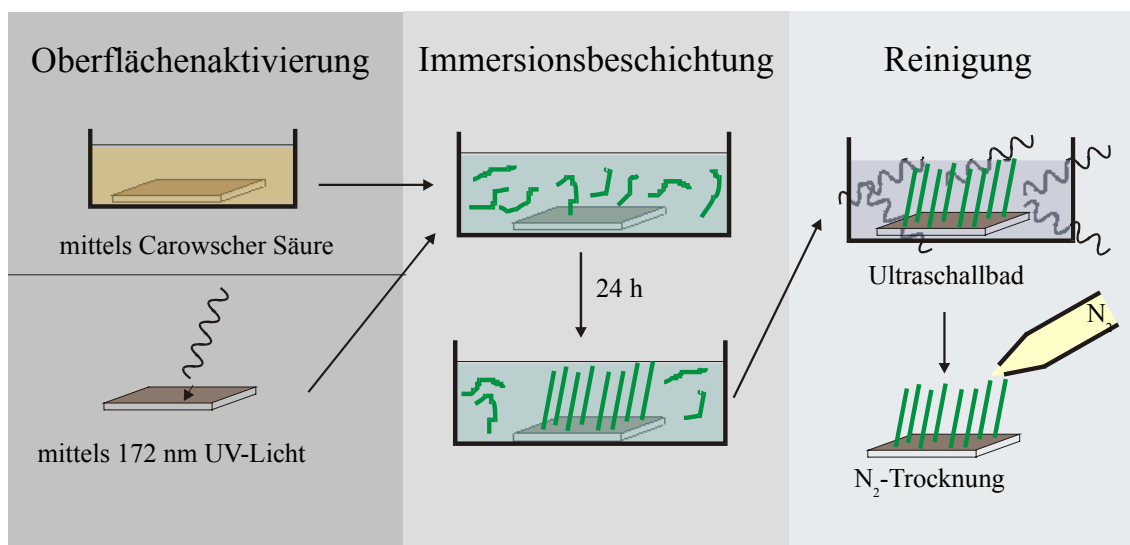 Oberflächenaktivierung
mittels Carowscher Säure
mittels 172 nm UV-Licht
Immersionsbeschichtung
24 h
Reinigung
Ultraschallbad
N₂
N₂-Trocknung